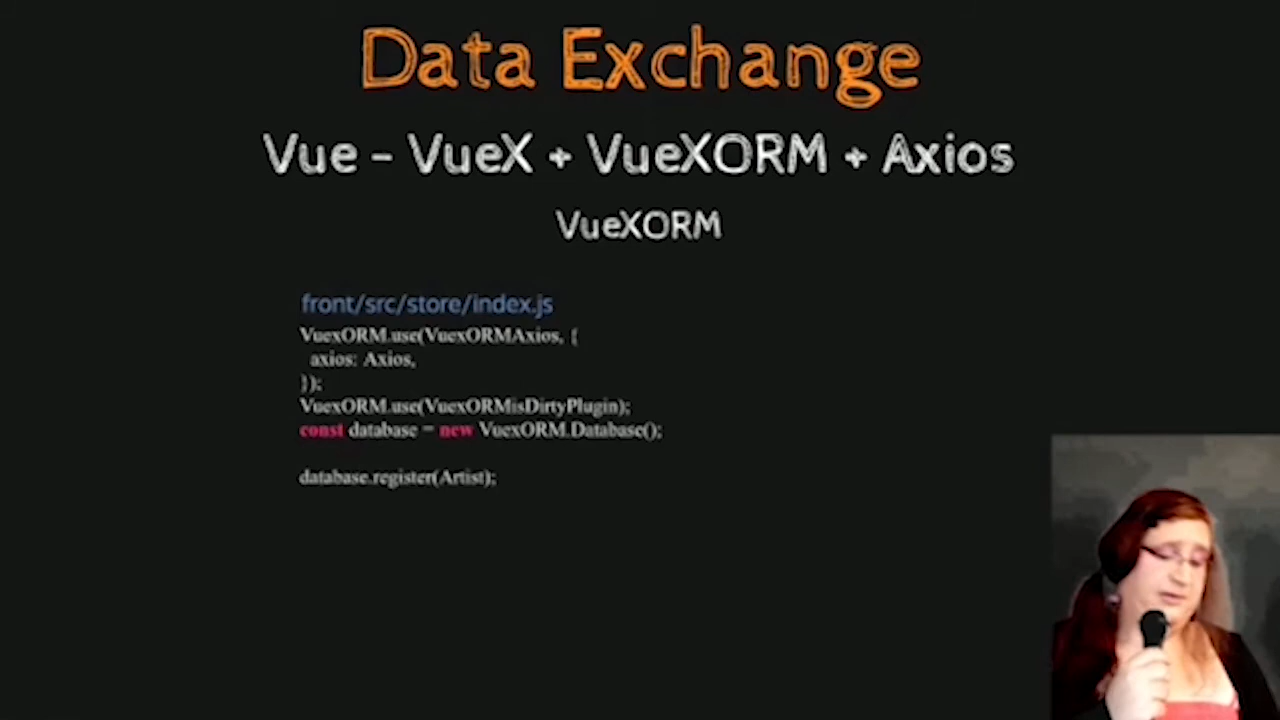 Data Exchange
Vue - VueX + VueXORM + Axios
VueXORM
front/src/store/index.js
VuexORM.use(VuexORMAxios, {
axios: Axios,
});
VuexORM.use(VuexORMisDirtyPlugin);
const database = new VuexORM.Database();
database.register(Artist);